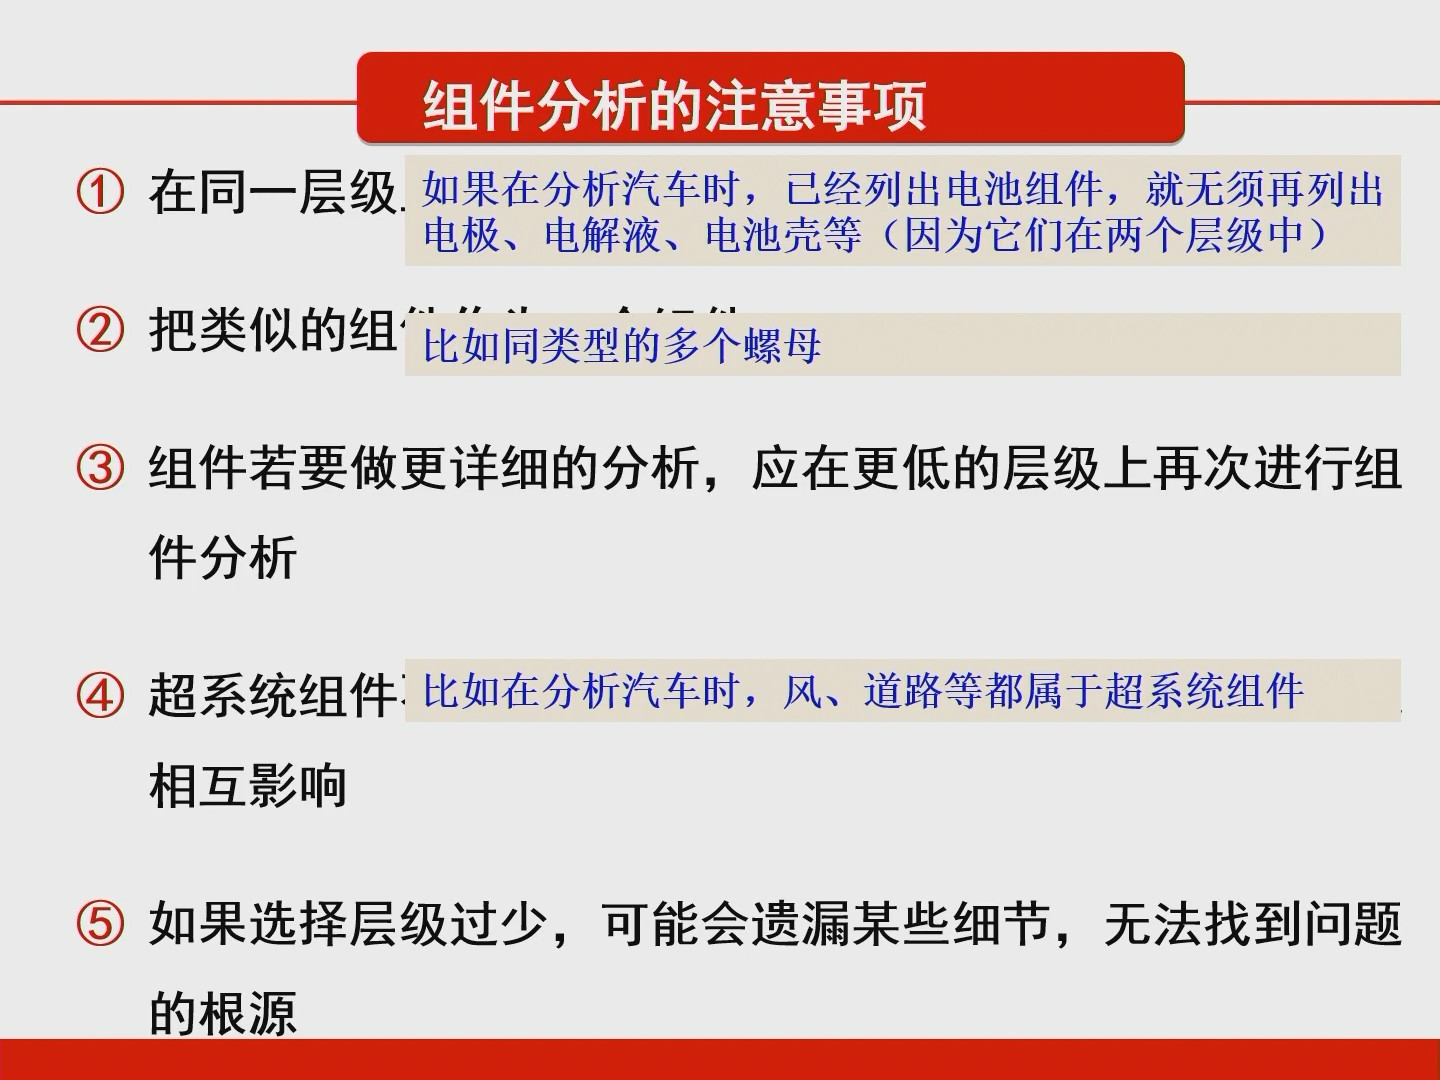 组件分析的注意事项
① 在同一层级
如果在分析汽车时，已经列出电池组件，就无须再列出
电极、电解液、电池壳等（因为它们在两个层级中）
② 把类似的组
比如同类型的多个螺母
③ 组件若要做更详细的分析，应在更低的层级上再次进行组
件分析
④ 超系统组件
比如在分析汽车时，风、道路等都属于超系统组件
相互影响
⑤ 如果选择层级过少，可能会遗漏某些细节，无法找到问题
的根源